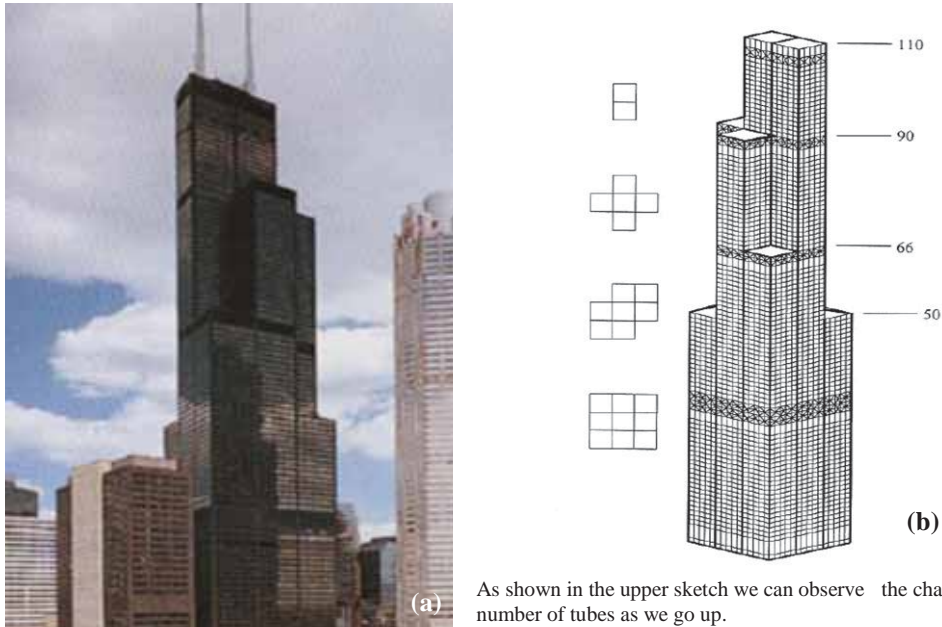 110
90
66
50
(a)
(b)
As shown in the upper sketch we can observe the cha
number of tubes as we go up.